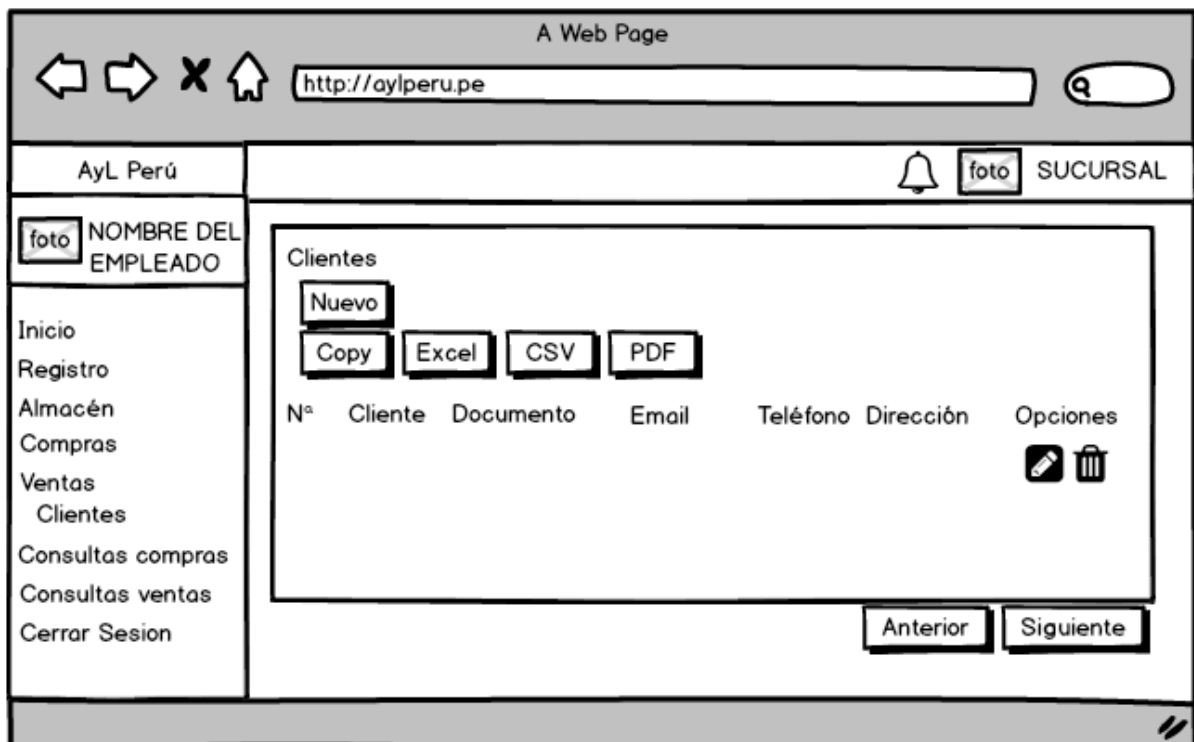 A Web Page
http://aylperu.pe
AyL Perú
foto SUCURSAL
foto NOMBRE DEL
EMPLEADO
Inicio
Registro
Almacén
Compras
Ventas
Clientes
Consultas compras
Consultas ventas
Cerrar Sesion
Clientes
Nuevo
Copy Excel CSV PDF
Nº Cliente Documento Email Teléfono Dirección Opciones
Anterior Siguiente